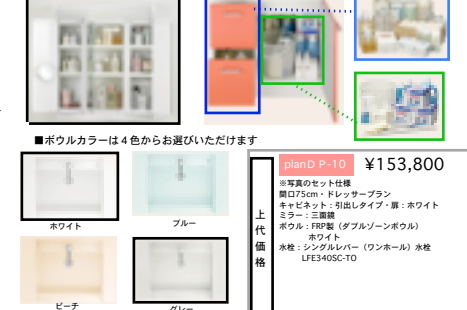 ■ボウルカラーは４色からお選びいただけます
ホワイト
ブルー
ピーチ
グレー
上代価格
planD P-10 ¥153,800
※写真のセット仕様
間口75cm・ドレッサープラン
キャビネット：引出しタイプ・扉：ホワイト
ミラー：三面鏡
ボウル：FRP製（ダブルゾーンボウル）
ホワイト
水栓：シングルレバー（ワンホール）水栓
LFE340SC-TO